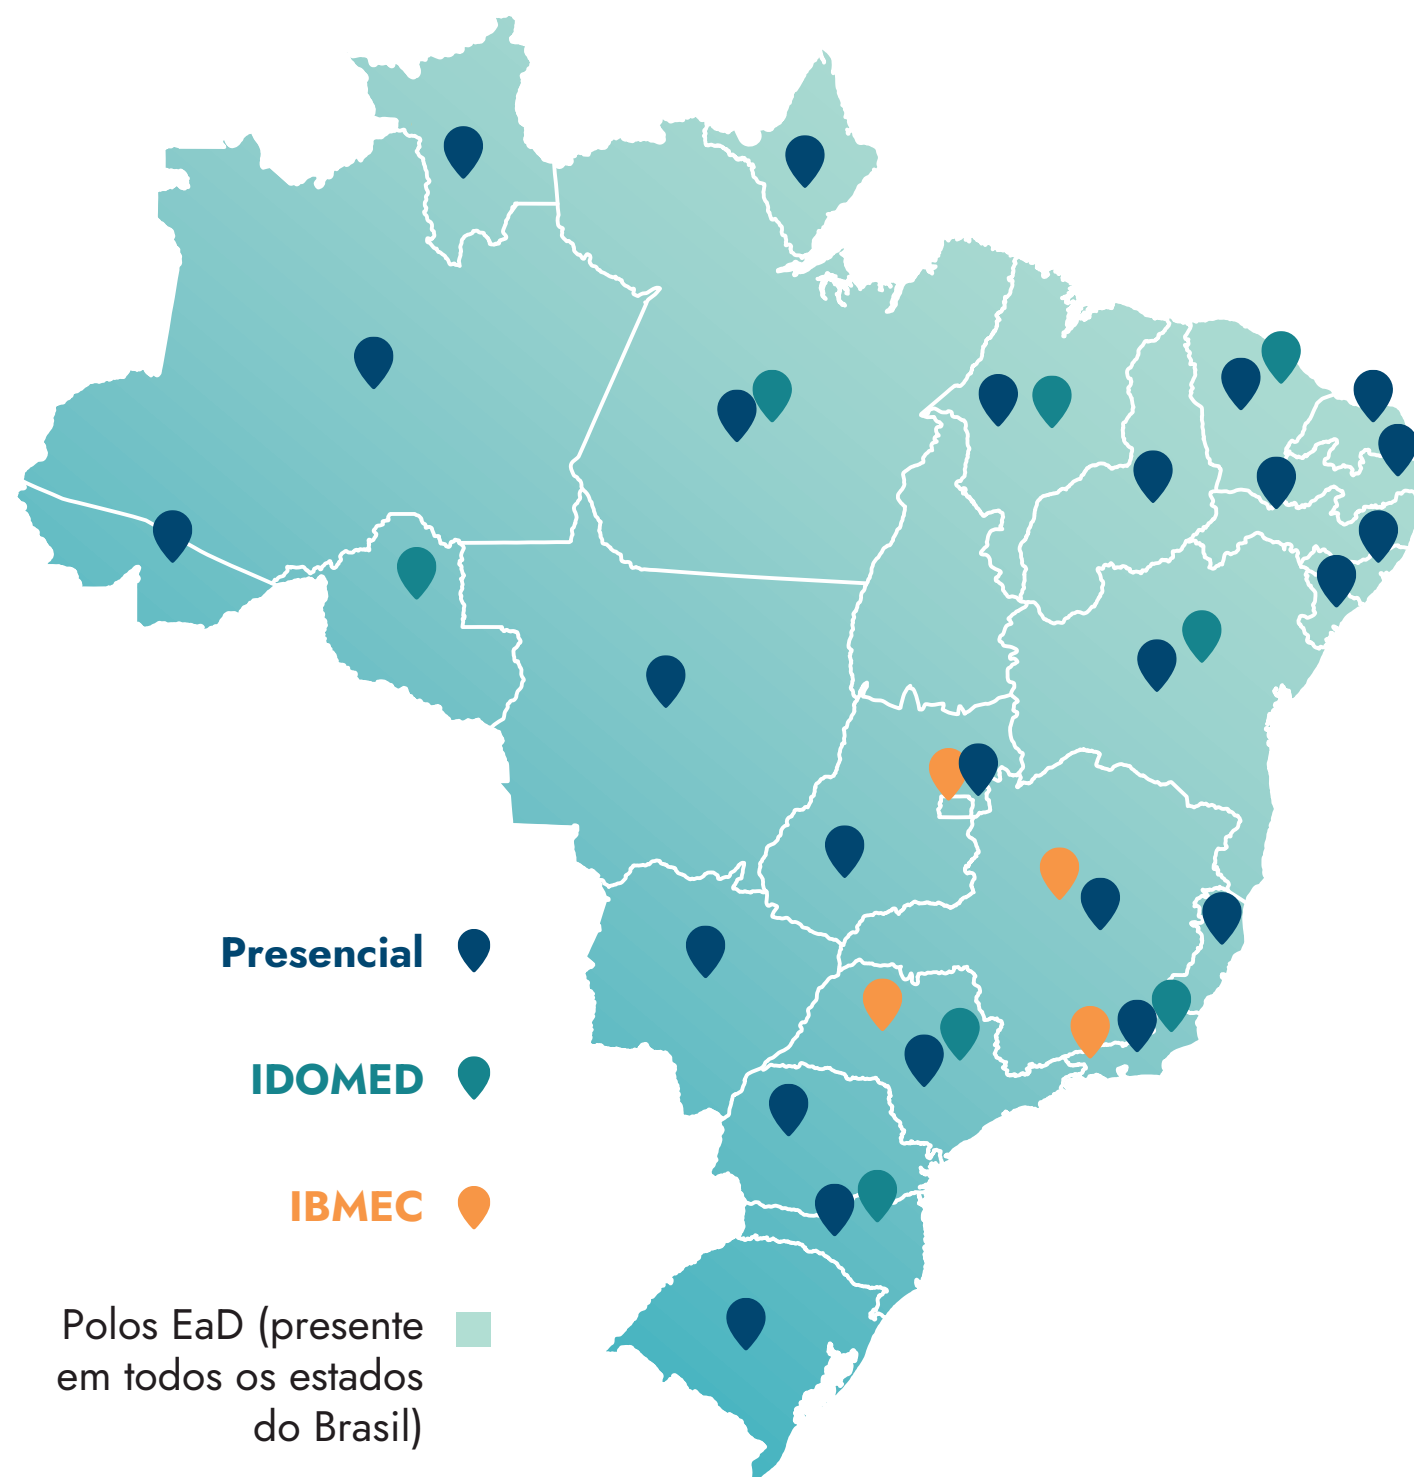 Presencial
IDOMED
IBMEC
Polos EaD (presente
em todos os estados
do Brasil)